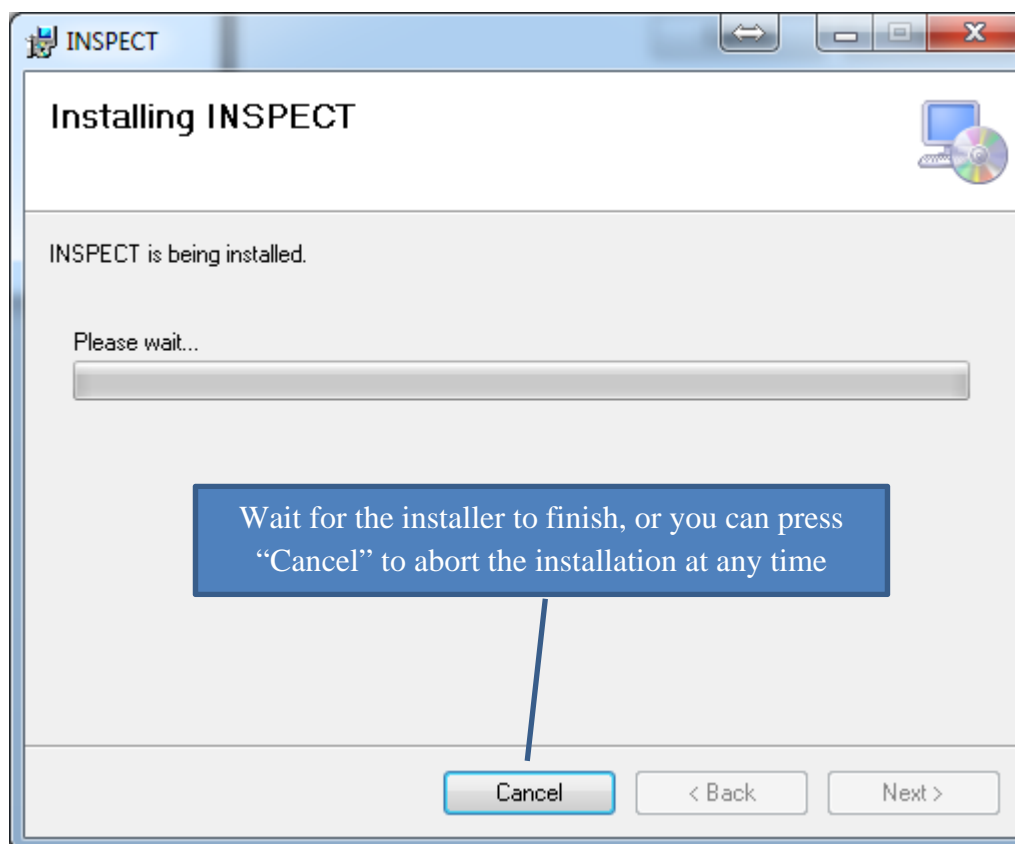 INSPECT
Installing INSPECT
INSPECT is being installed.
Please wait...
Wait for the installer to finish, or you can press
“Cancel” to abort the installation at any time
Cancel
< Back
Next >